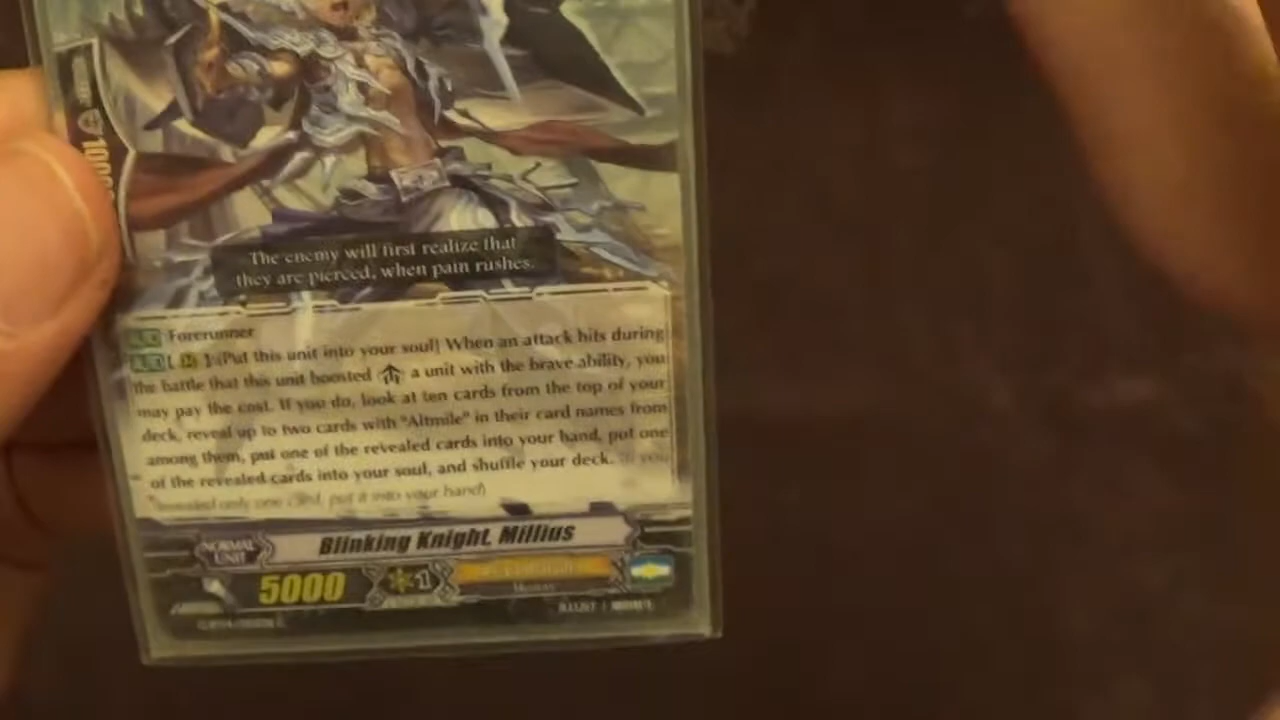 The enemy will first realize that
they are pierced, when pain rushes.
Forerunner
[Put this unit into your soul] When an attack hits during
the battle that this unit boosted a unit with the brave ability, you
may pay the cost. If you do, look at ten cards from the top of your
deck, reveal up to two cards with "Altmile" in their card names from
among them, put one of the revealed cards into your hand, put one
of the revealed cards into your soul, and shuffle your deck. If you
revealed only one card, put it into your hand)
NORMAL
UNIT
Blinking Knight, Millius
5000
1
Human